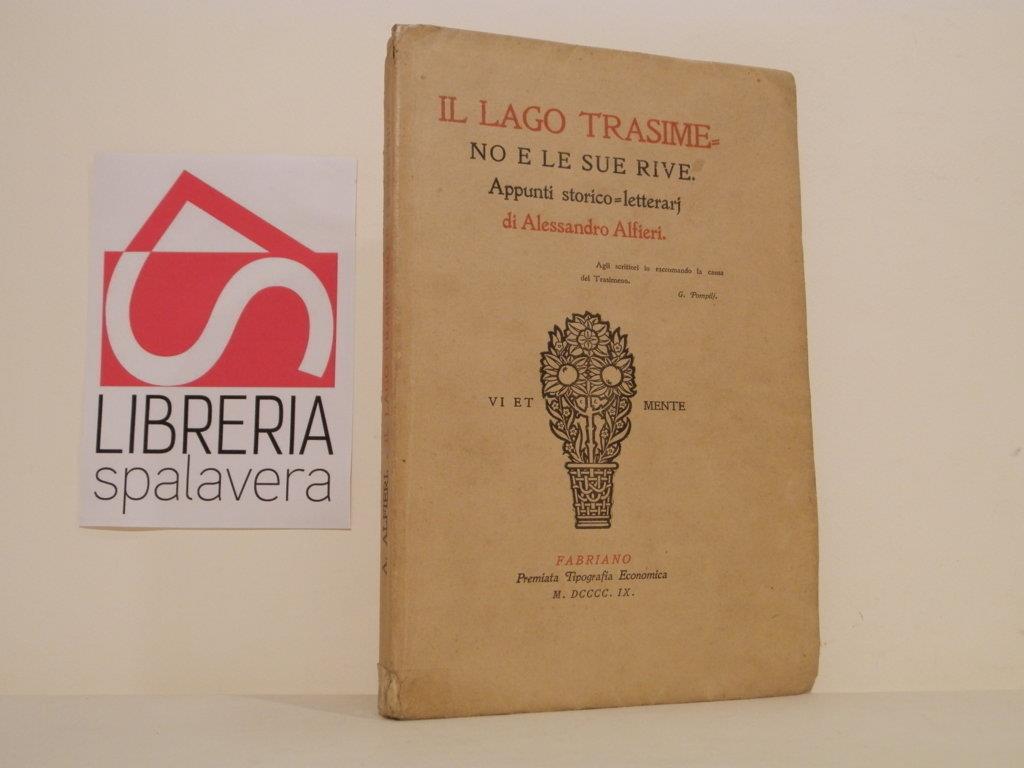 LIBRERIA
spalavera
IL LAGO TRASIME=
NO E LE SUE RIVE.
Appunti storico=letterarj
di Alessandro Alfieri.
Agli scrittori io raccomando la causa
del Trasimeno.
G. Pompilj.
VI ET MENTE
FABRIANO
Premiata Tipografia Economica
M. DCCCC. IX.
A. ALFIERI.